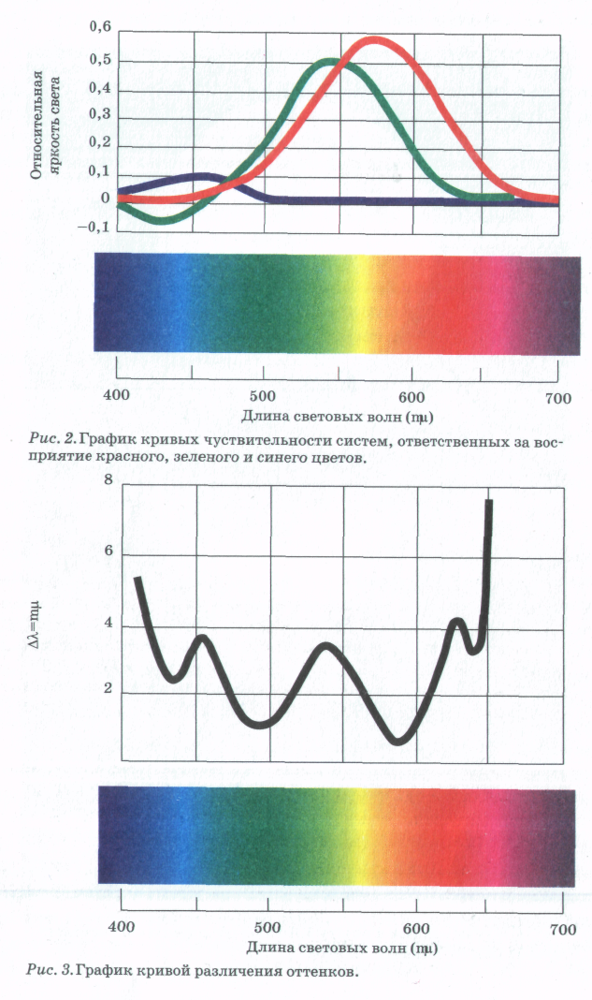 0,6
0,5
0,4
0,3
0,2
0,1
0
−0,1
Относительная
яркость света
400 500 600 700
Длина световых волн (mμ)
Рис. 2. График кривых чуствительности систем, ответственных за вос-
приятие красного, зеленого и синего цветов.
8
6
4
2
Δλ=mμ
400 500 600 700
Длина световых волн (mμ)
Рис. 3. График кривой различения оттенков.